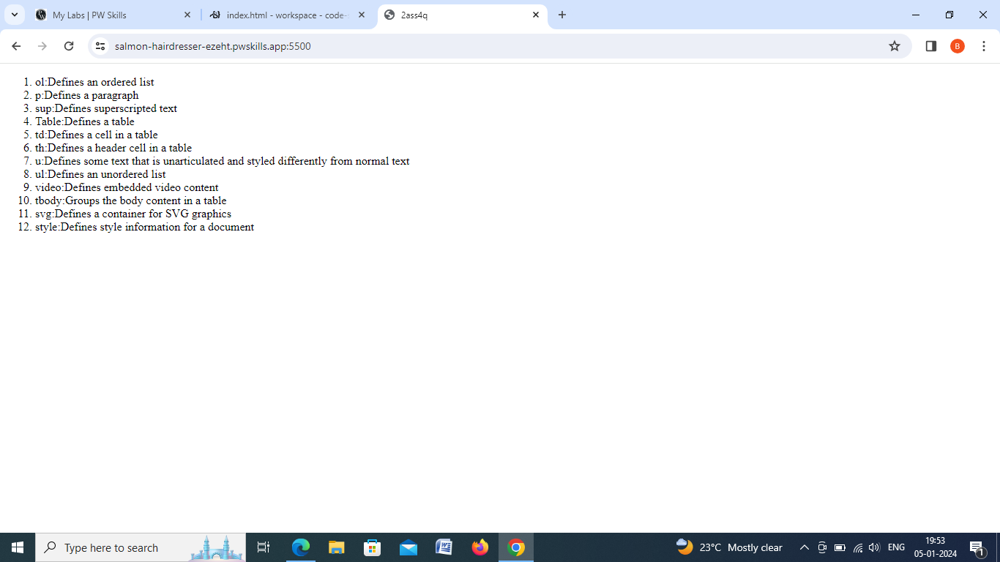 My Labs | PW Skills
index.html - workspace - code-
2ass4q
salmon-hairdresser-ezeht.pwskills.app:5500
B
1. ol:Defines an ordered list
2. p:Defines a paragraph
3. sup:Defines superscripted text
4. Table:Defines a table
5. td:Defines a cell in a table
6. th:Defines a header cell in a table
7. u:Defines some text that is unarticulated and styled differently from normal text
8. ul:Defines an unordered list
9. video:Defines embedded video content
10. tbody:Groups the body content in a table
11. svg:Defines a container for SVG graphics
12. style:Defines style information for a document
Type here to search
23°C Mostly clear
ENG
19:53
05-01-2024
1